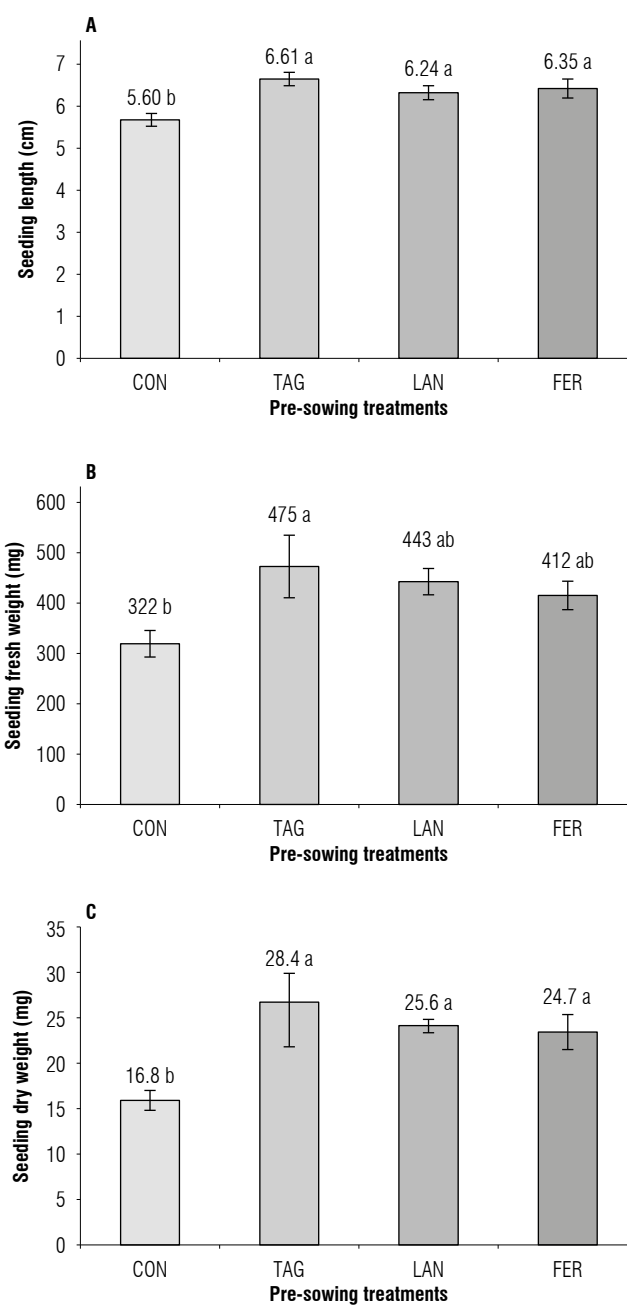 A
Seeding length (cm)
7
6
5
4
3
2
1
0
5.60 b
6.61 a
6.24 a
6.35 a
CON TAG LAN FER
Pre-sowing treatments
B
Seeding fresh weight (mg)
600
500
400
300
200
100
0
322 b
475 a
443 ab
412 ab
CON TAG LAN FER
Pre-sowing treatments
C
Seeding dry weight (mg)
35
30
25
20
15
10
5
0
16.8 b
28.4 a
25.6 a
24.7 a
CON TAG LAN FER
Pre-sowing treatments